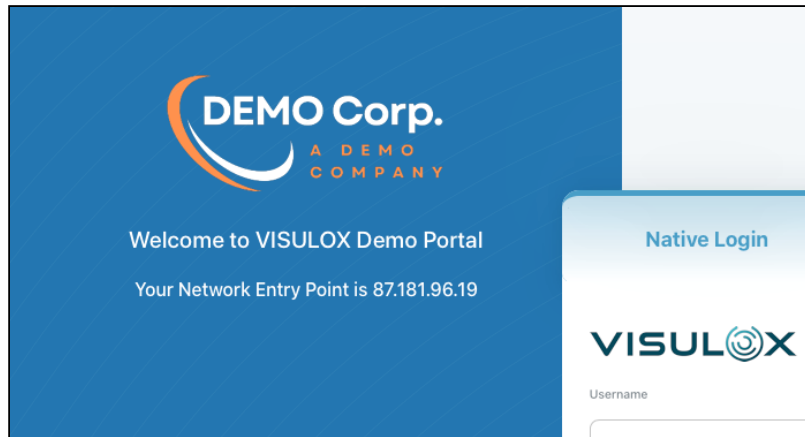 DEMO Corp.
A DEMO
COMPANY
Welcome to VISULOX Demo Portal
Your Network Entry Point is 87.181.96.19
Native Login
VISULOX
Username